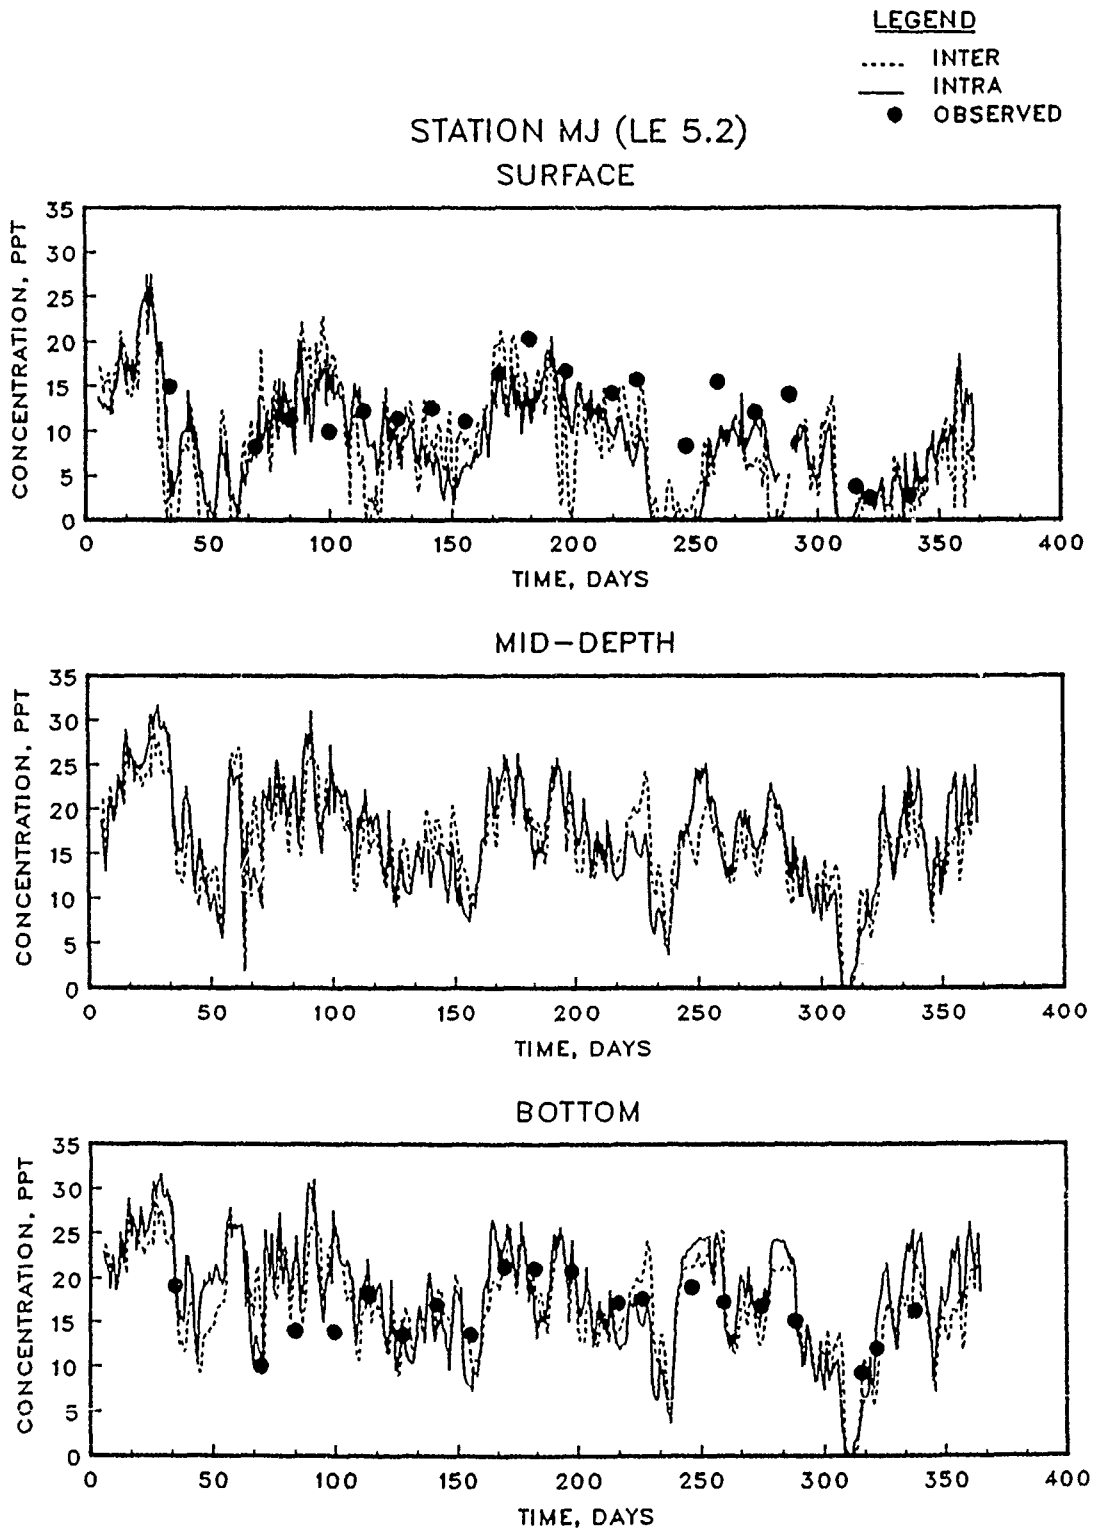 LEGEND
INTER
INTRA
OBSERVED
STATION MJ (LE 5.2)
SURFACE
CONCENTRATION, PPT
35
30
25
20
15
10
5
0
0 50 100 150 200 250 300 350 400
TIME, DAYS
MID-DEPTH
CONCENTRATION, PPT
35
30
25
20
15
10
5
0
0 50 100 150 200 250 300 350 400
TIME, DAYS
BOTTOM
CONCENTRATION, PPT
35
30
25
20
15
10
5
0
0 50 100 150 200 250 300 350 400
TIME, DAYS